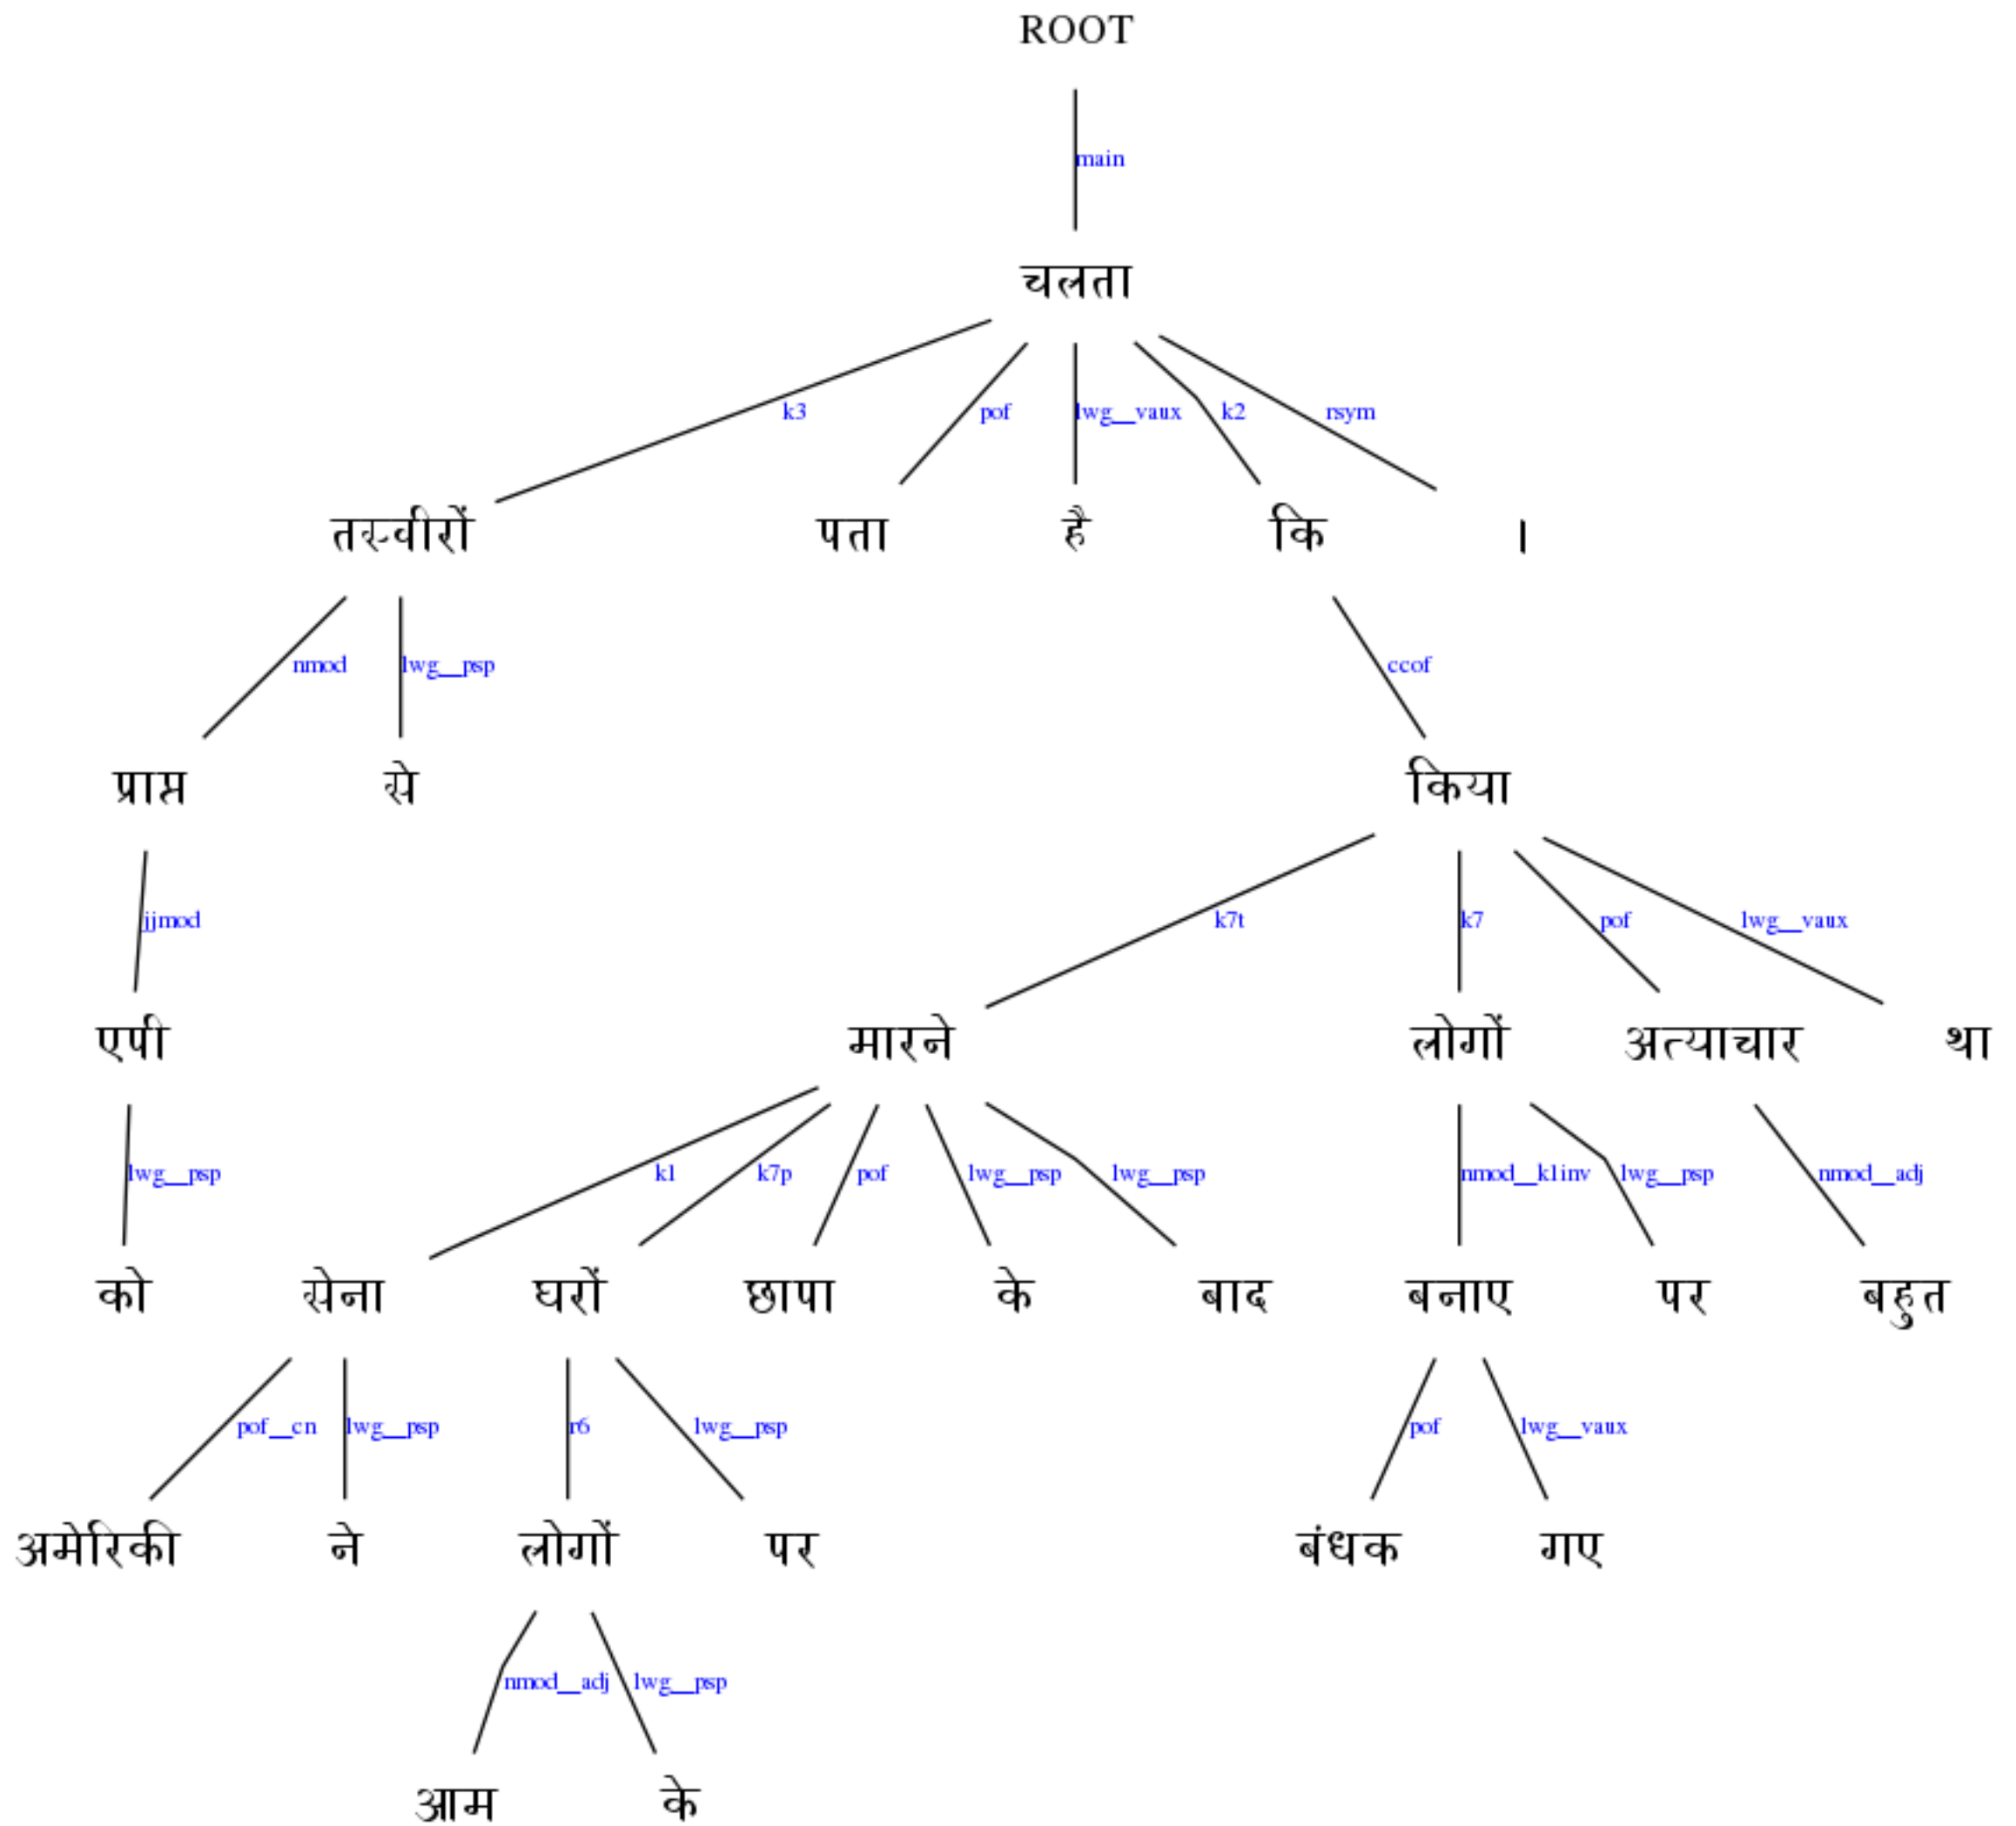 ROOT
main
चलता
k3 pof lwg__vaux k2 rsym
तस्वीरों पता है कि ।
nmod lwg__psp ccof
प्राप्त से किया
jjmod k7t k7 pof lwg__vaux
एपी मारने लोगों अत्याचार था
lwg__psp k1 k7p pof lwg__psp lwg__psp nmod__k1inv lwg__psp nmod__adj
को सेना घरों छापा के बाद बनाए पर बहुत
pof__cn lwg__psp r6 lwg__psp pof lwg__vaux
अमेरिकी ने लोगों पर बंधक गए
nmod__adj lwg__psp
आम के